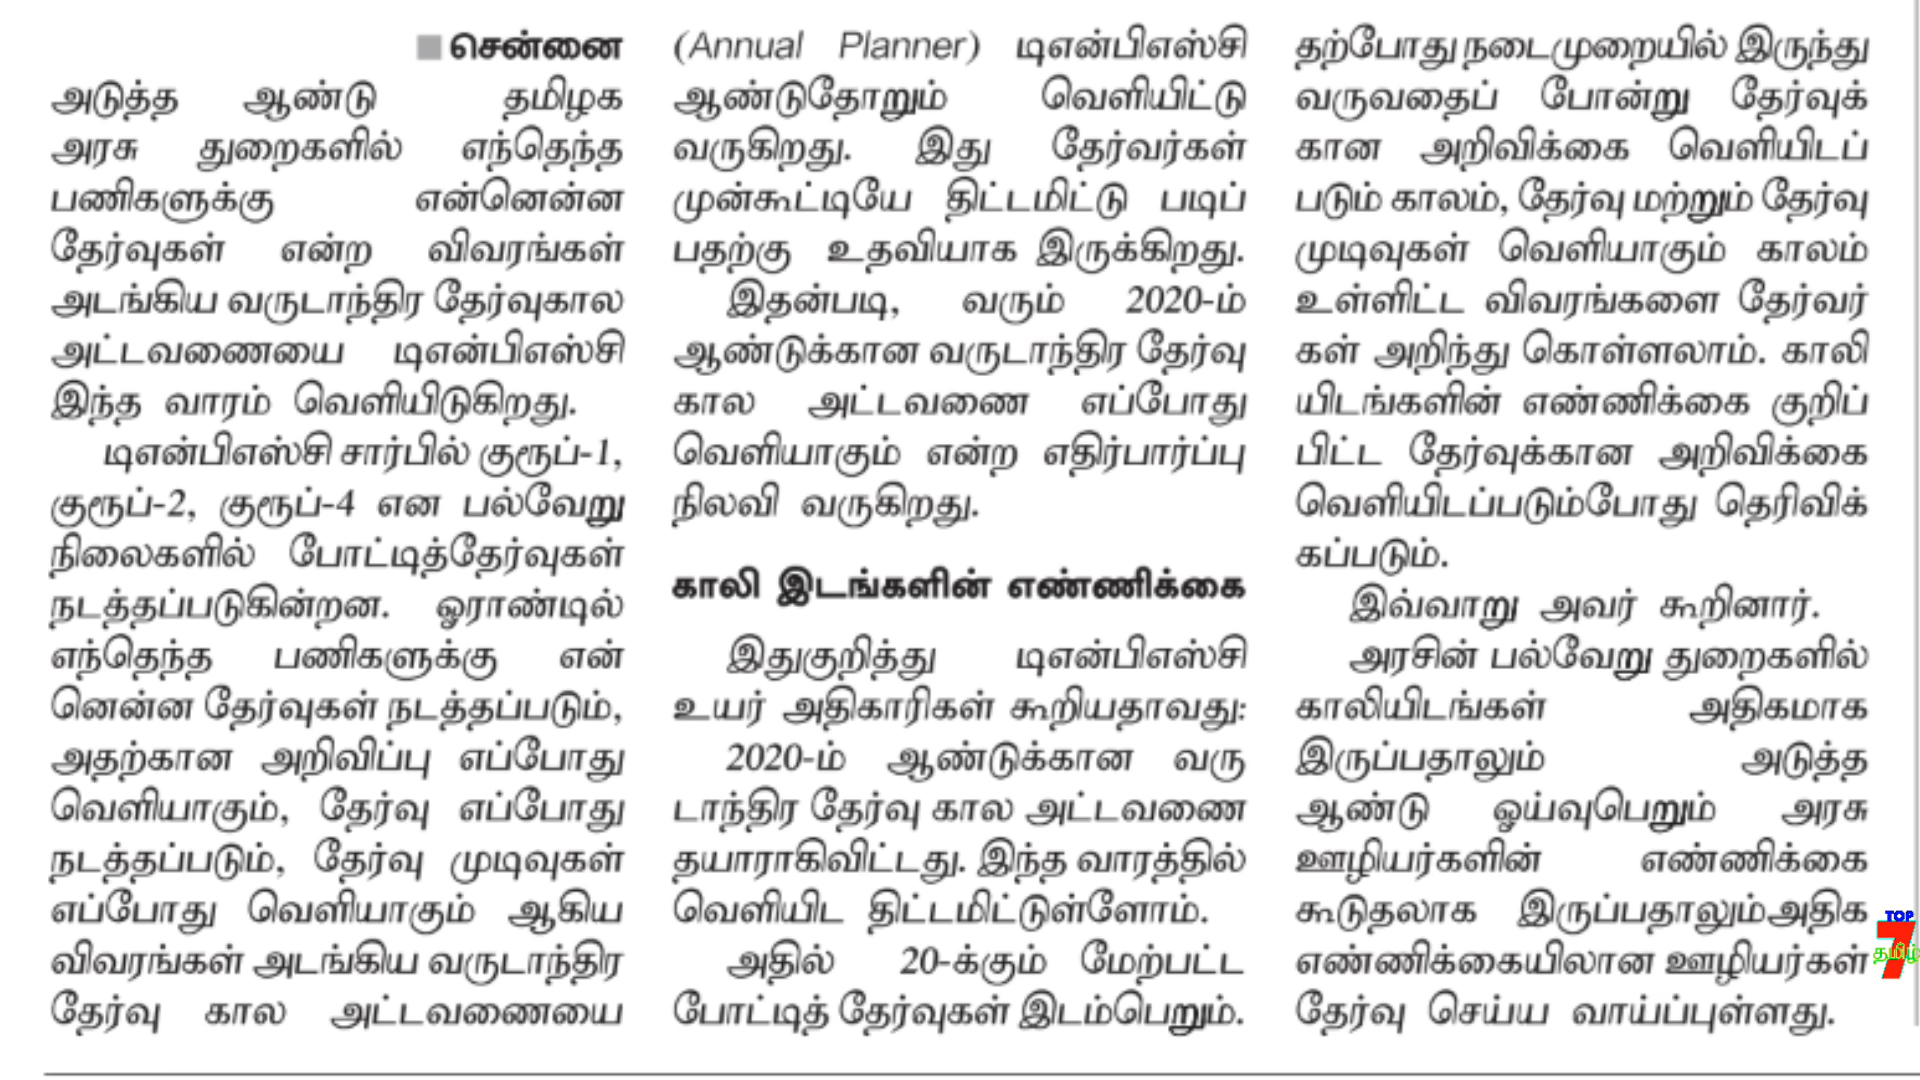 ■ சென்னை
அடுத்த ஆண்டு தமிழக
அரசு துறைகளில் எந்தெந்த
பணிகளுக்கு என்னென்ன
தேர்வுகள் என்ற விவரங்கள்
அடங்கிய வருடாந்திர தேர்வுகால
அட்டவணையை டிஎன்பிஎஸ்சி
இந்த வாரம் வெளியிடுகிறது.
டிஎன்பிஎஸ்சி சார்பில் குரூப்-1,
குரூப்-2, குரூப்-4 என பல்வேறு
நிலைகளில் போட்டித்தேர்வுகள்
நடத்தப்படுகின்றன. ஓராண்டில்
எந்தெந்த பணிகளுக்கு என்
னென்ன தேர்வுகள் நடத்தப்படும்,
அதற்கான அறிவிப்பு எப்போது
வெளியாகும், தேர்வு எப்போது
நடத்தப்படும், தேர்வு முடிவுகள்
எப்போது வெளியாகும் ஆகிய
விவரங்கள் அடங்கிய வருடாந்திர
தேர்வு கால அட்டவணையை
(Annual Planner) டிஎன்பிஎஸ்சி
ஆண்டுதோறும் வெளியிட்டு
வருகிறது. இது தேர்வர்கள்
முன்கூட்டியே திட்டமிட்டு படிப்
பதற்கு உதவியாக இருக்கிறது.
இதன்படி, வரும் 2020-ம்
ஆண்டுக்கான வருடாந்திர தேர்வு
கால அட்டவணை எப்போது
வெளியாகும் என்ற எதிர்பார்ப்பு
நிலவி வருகிறது.
காலி இடங்களின் எண்ணிக்கை
இதுகுறித்து டிஎன்பிஎஸ்சி
உயர் அதிகாரிகள் கூறியதாவது:
2020-ம் ஆண்டுக்கான வரு
டாந்திர தேர்வு கால அட்டவணை
தயாராகிவிட்டது. இந்த வாரத்தில்
வெளியிட திட்டமிட்டுள்ளோம்.
அதில் 20-க்கும் மேற்பட்ட
போட்டித் தேர்வுகள் இடம்பெறும்.
தற்போது நடைமுறையில் இருந்து
வருவதைப் போன்று தேர்வுக்
கான அறிவிக்கை வெளியிடப்
படும் காலம், தேர்வு மற்றும் தேர்வு
முடிவுகள் வெளியாகும் காலம்
உள்ளிட்ட விவரங்களை தேர்வர்
கள் அறிந்து கொள்ளலாம். காலி
யிடங்களின் எண்ணிக்கை குறிப்
பிட்ட தேர்வுக்கான அறிவிக்கை
வெளியிடப்படும்போது தெரிவிக்
கப்படும்.
இவ்வாறு அவர் கூறினார்.
அரசின் பல்வேறு துறைகளில்
காலியிடங்கள் அதிகமாக
இருப்பதாலும் அடுத்த
ஆண்டு ஓய்வுபெறும் அரசு
ஊழியர்களின் எண்ணிக்கை
கூடுதலாக இருப்பதாலும்அதிக
எண்ணிக்கையிலான ஊழியர்கள்
தேர்வு செய்ய வாய்ப்புள்ளது.
TOP
7
தமிழ்